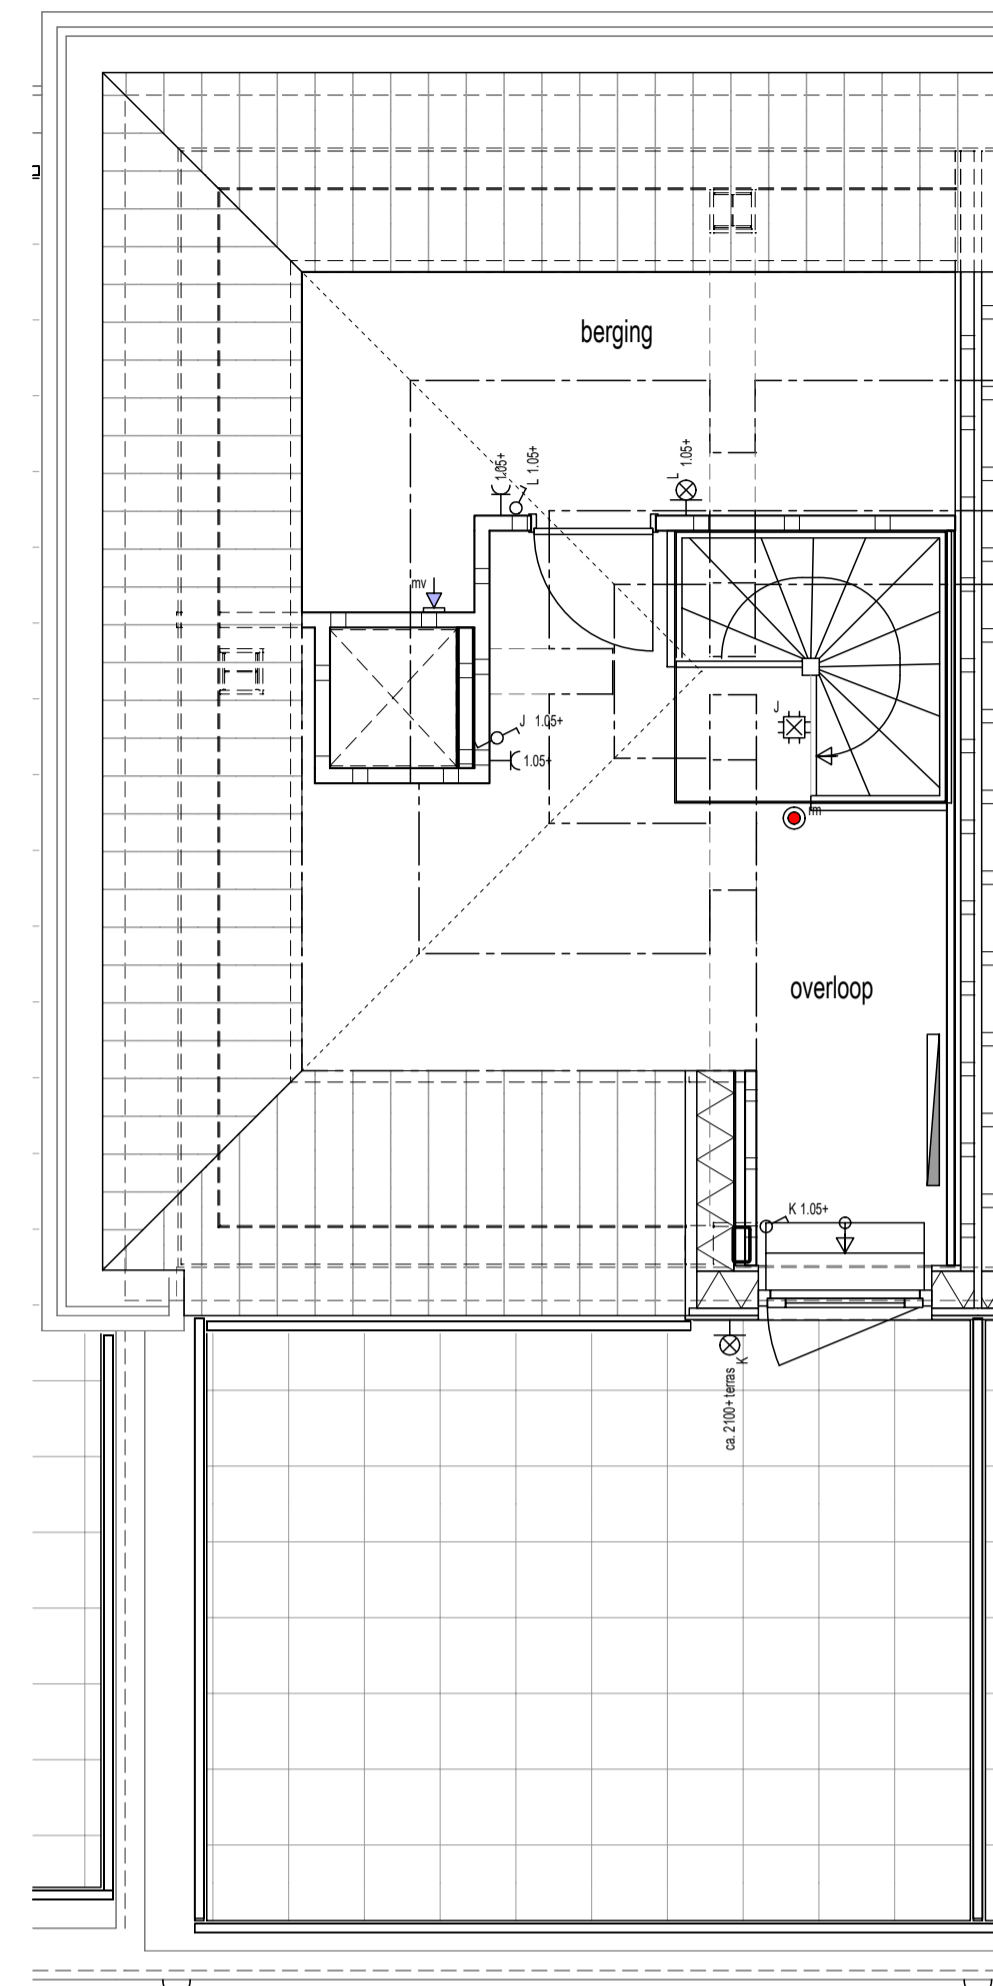 berging
1.05+
L 1.05+
L 1.05+
mv
J
J 1.05+
1.05+
rm
overloop
K 1.05+
K
ca. 2100+ terras